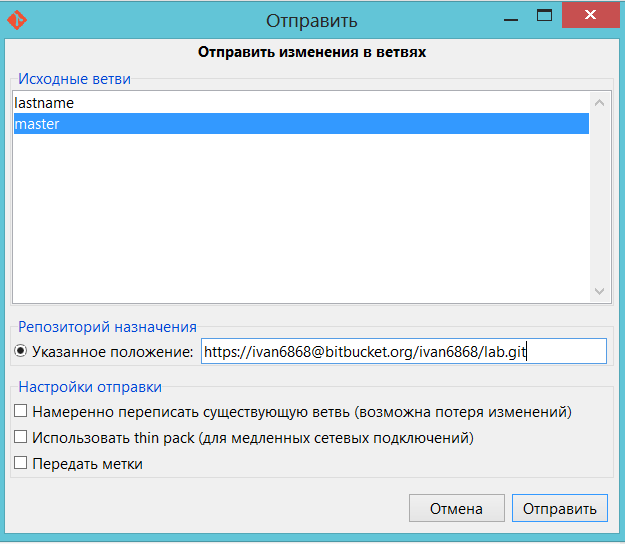 Отправить
Отправить изменения в ветвях
Исходные ветви
lastname
master
Репозиторий назначения
Указанное положение: https://ivan6868@bitbucket.org/ivan6868/lab.git
Настройки отправки
Намеренно переписать существующую ветвь (возможна потеря изменений)
Использовать thin pack (для медленных сетевых подключений)
Передать метки
Отмена Отправить